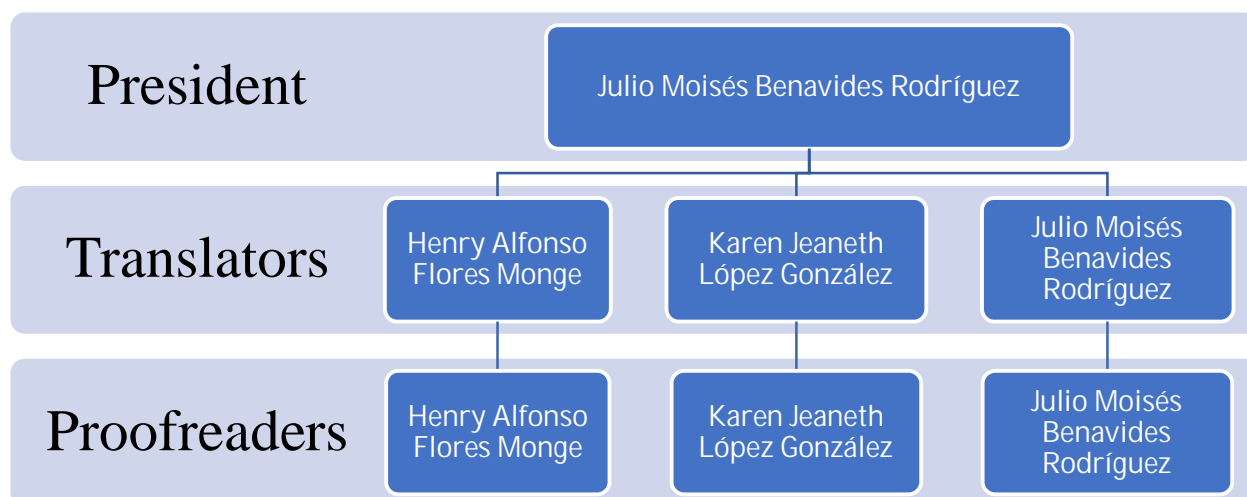 President
Julio Moisés Benavides Rodríguez
Translators
Henry Alfonso
Flores Monge
Karen Jeaneth
López González
Julio Moisés
Benavides
Rodríguez
Proofreaders
Henry Alfonso
Flores Monge
Karen Jeaneth
López González
Julio Moisés
Benavides
Rodríguez